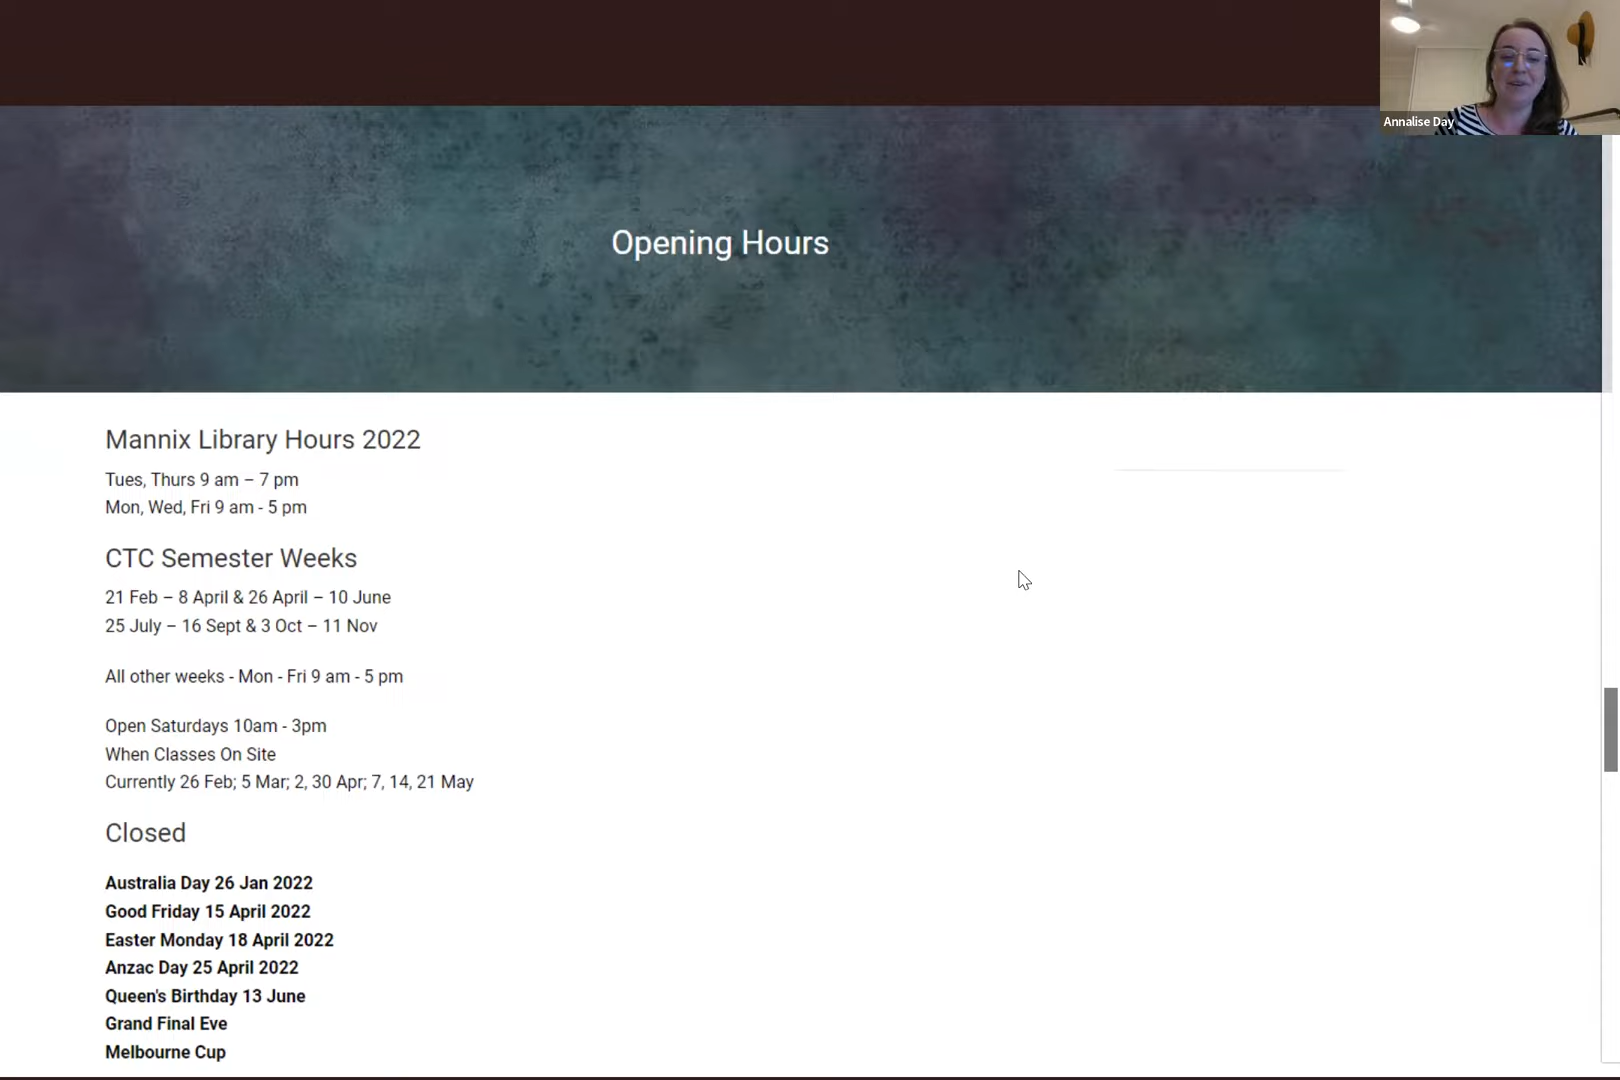 Annalise Day
Opening Hours
Mannix Library Hours 2022
Tues, Thurs 9 am – 7 pm
Mon, Wed, Fri 9 am - 5 pm
CTC Semester Weeks
21 Feb – 8 April & 26 April – 10 June
25 July – 16 Sept & 3 Oct – 11 Nov
All other weeks - Mon - Fri 9 am - 5 pm
Open Saturdays 10am - 3pm
When Classes On Site
Currently 26 Feb; 5 Mar; 2, 30 Apr; 7, 14, 21 May
Closed
Australia Day 26 Jan 2022
Good Friday 15 April 2022
Easter Monday 18 April 2022
Anzac Day 25 April 2022
Queen's Birthday 13 June
Grand Final Eve
Melbourne Cup